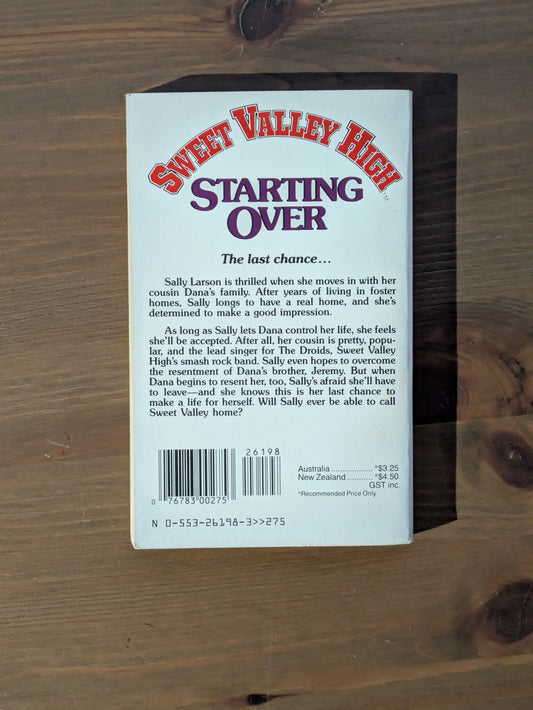 SWEET VALLEY HIGH™
STARTING
OVER
The last chance...
Sally Larson is thrilled when she moves in with her
cousin Dana's family. After years of living in foster
homes, Sally longs to have a real home, and she's
determined to make a good impression.
As long as Sally lets Dana control her life, she feels
she'll be accepted. After all, her cousin is pretty, popu-
lar, and the lead singer for The Droids, Sweet Valley
High's smash rock band. Sally even hopes to overcome
the resentment of Dana's brother, Jeremy. But when
Dana begins to resent her, too, Sally's afraid she'll have
to leave—and she knows this is her last chance to
make a life for herself. Will Sally ever be able to call
Sweet Valley home?
26198
Australia .................. *$3.25
New Zealand .......... *$4.50
GST inc.
*Recommended Price Only
0 76783 00275
N 0-553-26198-3>>275